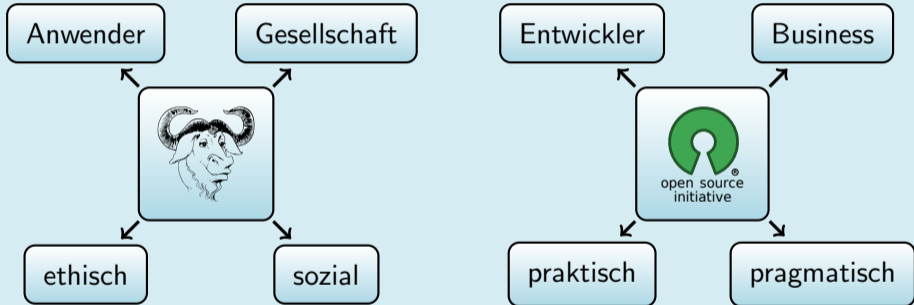 Anwender
Gesellschaft
Entwickler
Business
open source
initiative
®
ethisch
sozial
praktisch
pragmatisch